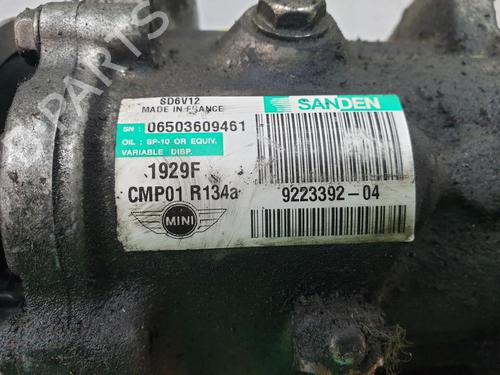 SD6V12
MADE IN FRANCE
SANDEN
SN: 06503609461
OIL: SP-10 OR EQUIV.
VARIABLE DISP.
1929F
CMP01 R134a
9223392-04
MINI
B-PARTS